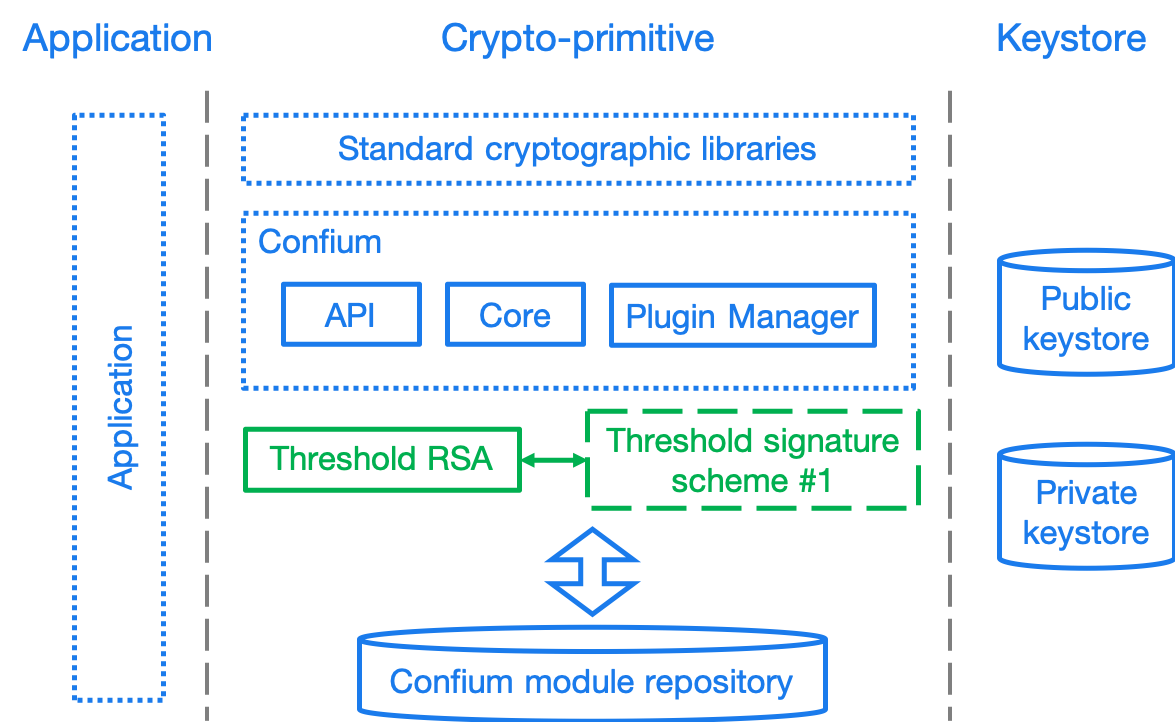 Application
Crypto-primitive
Keystore
Application
Standard cryptographic libraries
Confium
API
Core
Plugin Manager
Threshold RSA
Threshold signature
scheme #1
Confium module repository
Public
keystore
Private
keystore